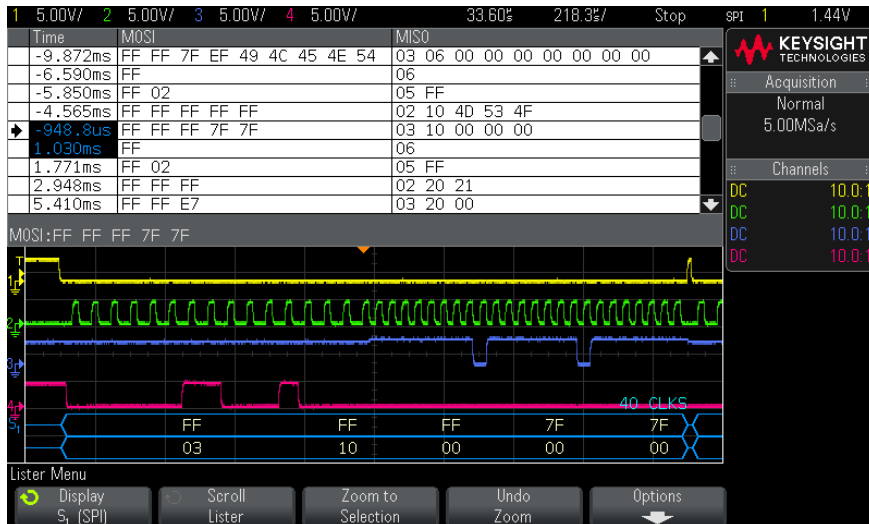 1 5.00V/ 2 5.00V/ 3 5.00V/ 4 5.00V/ 33.60s 218.3s/ Stop SPI 1 1.44V
Time MOSI MISO
-9.872ms FF FF 7F EF 49 4C 45 4E 54 03 06 00 00 00 00 00 00 00
-6.590ms FF 06
-5.850ms FF 02 05 FF
-4.565ms FF FF FF FF FF 02 10 4D 53 4F
-948.8us FF FF FF 7F 7F 03 10 00 00 00
1.030ms FF 06
1.771ms FF 02 05 FF
2.948ms FF FF FF 02 20 21
5.410ms FF FF E7 03 20 00
MOSI:FF FF FF 7F 7F
KEYSIGHT
TECHNOLOGIES
Acquisition
Normal
5.00MSa/s
Channels
DC 10.0:1
DC 10.0:1
DC 10.0:1
DC 10.0:1
T
1
2
3
4
40 CLKS
S1
FF FF FF 7F 7F
03 10 00 00 00
Lister Menu
Display
S1 (SPI)
Scroll
Lister
Zoom to
Selection
Undo
Zoom
Options